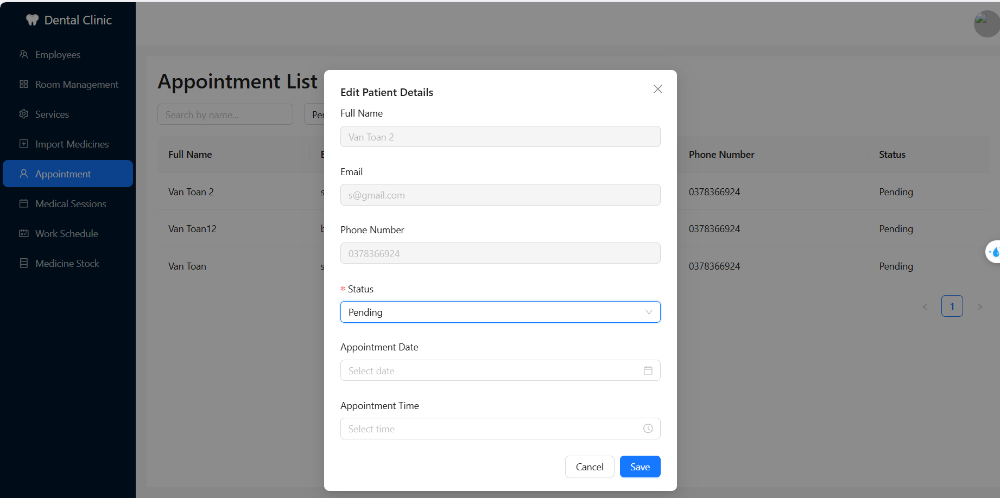 Dental Clinic
Employees
Room Management
Services
Import Medicines
Appointment
Medical Sessions
Work Schedule
Medicine Stock
Appointment List
Search by name...
Full Name
Phone Number
Status
Van Toan 2
0378366924
Pending
Van Toan12
0378366924
Pending
Van Toan
0378366924
Pending
1
Edit Patient Details
Full Name
Van Toan 2
Email
s@gmail.com
Phone Number
0378366924
* Status
Pending
Appointment Date
Select date
Appointment Time
Select time
Cancel
Save